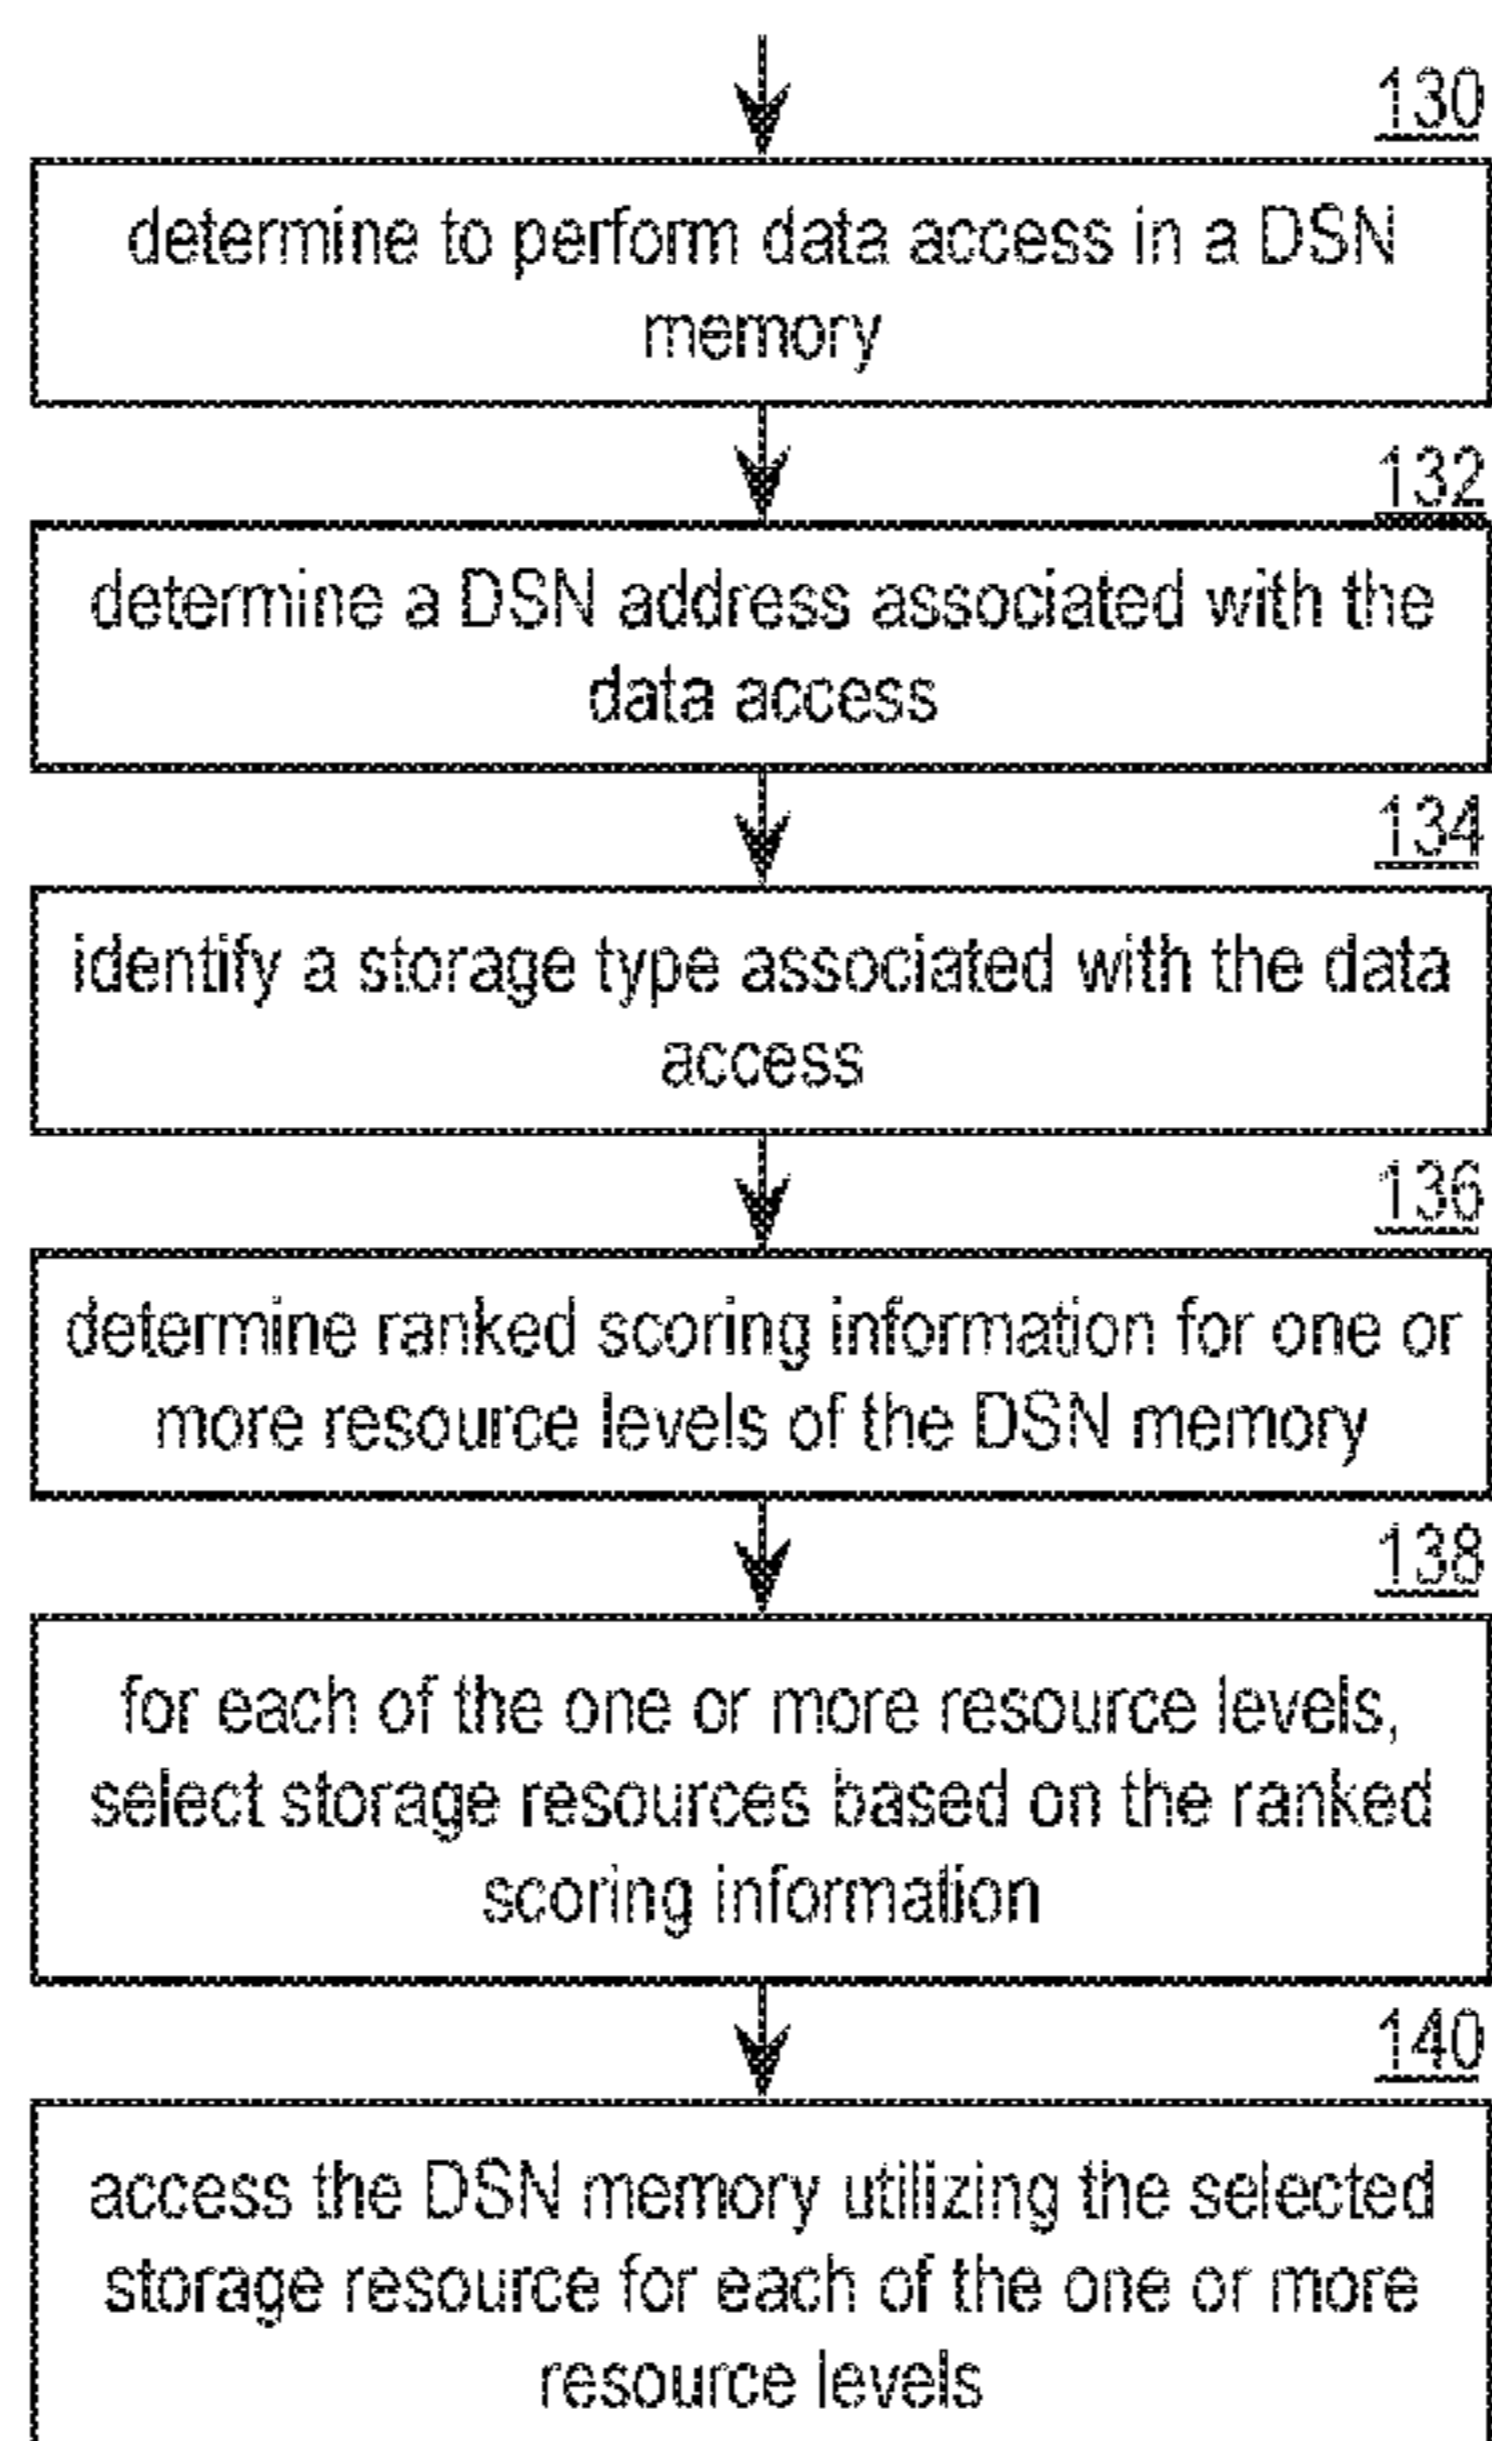 130
determine to perform data access in a DSN
memory
132
determine a DSN address associated with the
data access
134
identify a storage type associated with the data
access
136
determine ranked scoring information for one or
more resource levels of the DSN memory
138
for each of the one or more resource levels,
select storage resources based on the ranked
scoring information
140
access the DSN memory utilizing the selected
storage resource for each of the one or more
resource levels